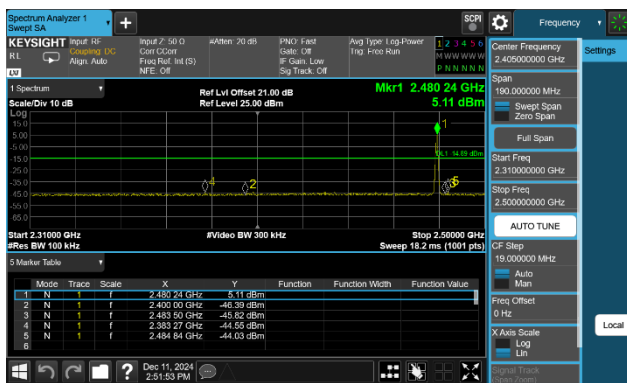 Spectrum Analyzer 1
Swept SA
+
SCPI
Frequency
KEYSIGHT Input: RF Input Z: 50 Ω #Atten: 20 dB PNO: Fast Avg Type: Log-Power 1 2 3 4 5 6
RL Coupling: DC Corr CCorr Gate: Off Trig: Free Run M W W W W W
Align: Auto Freq Ref: Int (S) IF Gain: Low P N N N N N
NFE: Off Sig Track: Off
LXI
Center Frequency
2.405000000 GHz
Settings
1 Spectrum
Ref Lvl Offset 21.00 dB
Mkr1 2.480 24 GHz
Scale/Div 10 dB
Ref Level 25.00 dBm
5.11 dBm
Span
190.000000 MHz
Swept Span
Zero Span
Full Span
Log
15.0
5.00
-5.00
-15.0
-25.0
-35.0
-45.0
-55.0
-65.0
1
DL1 -14.89 dBm
4
2
Start Freq
2.310000000 GHz
Stop Freq
2.500000000 GHz
AUTO TUNE
Start 2.31000 GHz #Video BW 300 kHz Stop 2.50000 GHz
#Res BW 100 kHz Sweep 18.2 ms (1001 pts)
CF Step
19.000000 MHz
Auto
Man
5 Marker Table
Mode Trace Scale X Y Function Function Width Function Value
1 N 1 f 2.480 24 GHz 5.11 dBm
2 N 1 f 2.400 00 GHz -46.39 dBm
3 N 1 f 2.483 50 GHz -45.82 dBm
4 N 1 f 2.383 27 GHz -44.55 dBm
5 N 1 f 2.484 84 GHz -44.03 dBm
6
Freq Offset
0 Hz
X Axis Scale
Log
Lin
Local
Signal Track
(Span Zoom)
?
Dec 11, 2024
2:51:53 PM